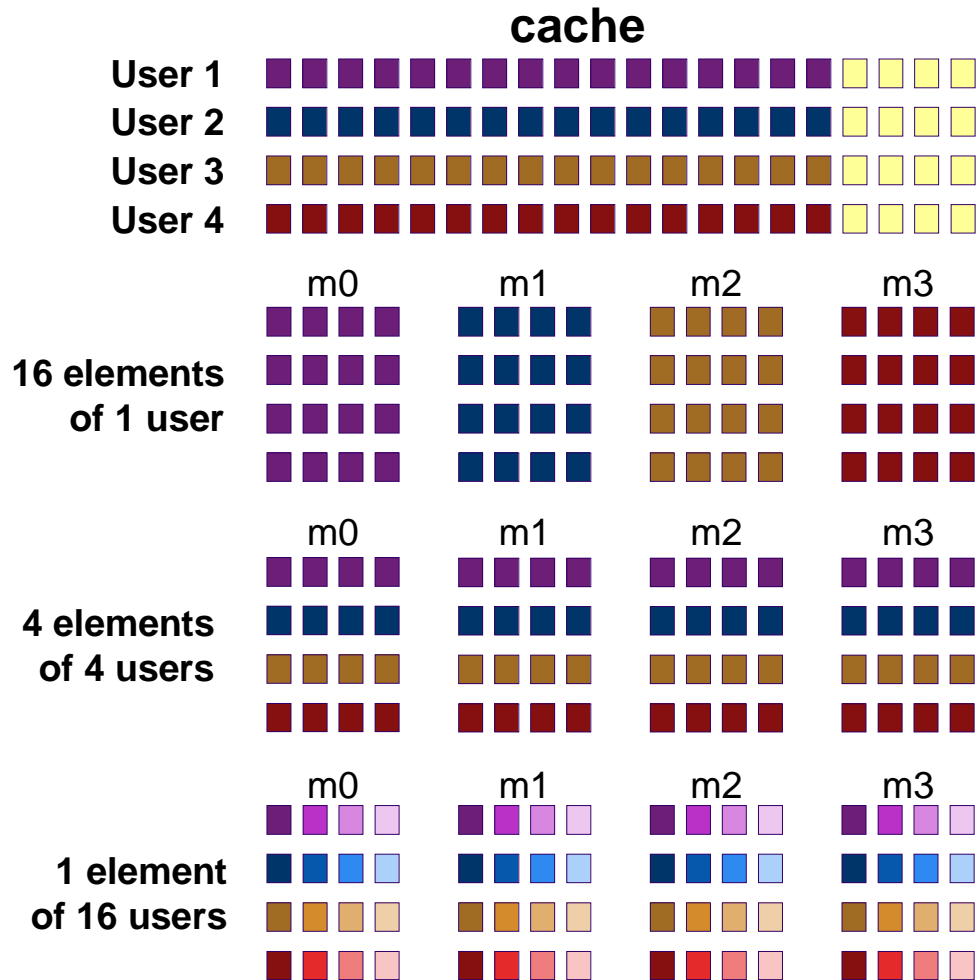 cache
User 1
User 2
User 3
User 4
m0 m1 m2 m3
16 elements
of 1 user
m0 m1 m2 m3
4 elements
of 4 users
m0 m1 m2 m3
1 element
of 16 users